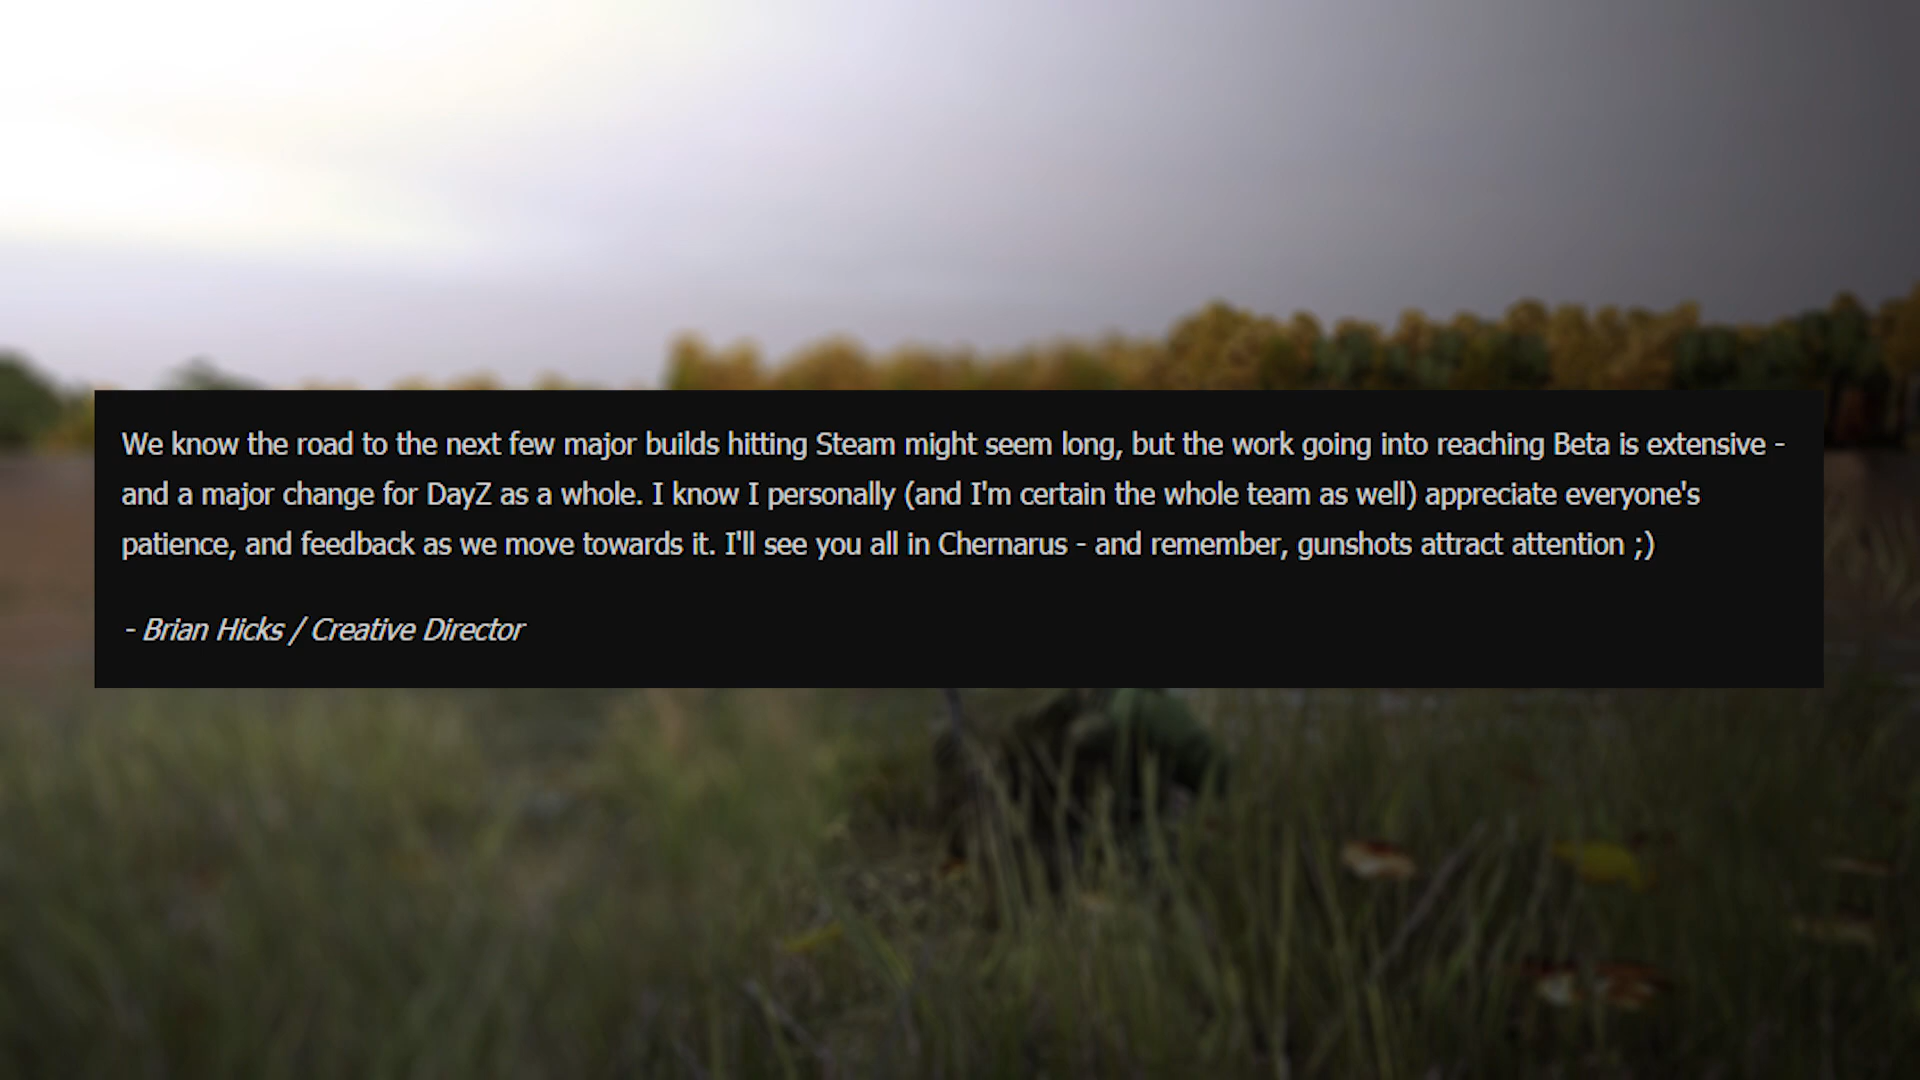 We know the road to the next few major builds hitting Steam might seem long, but the work going into reaching Beta is extensive -
and a major change for DayZ as a whole. I know I personally (and I'm certain the whole team as well) appreciate everyone's
patience, and feedback as we move towards it. I'll see you all in Chernarus - and remember, gunshots attract attention ;)
- Brian Hicks / Creative Director